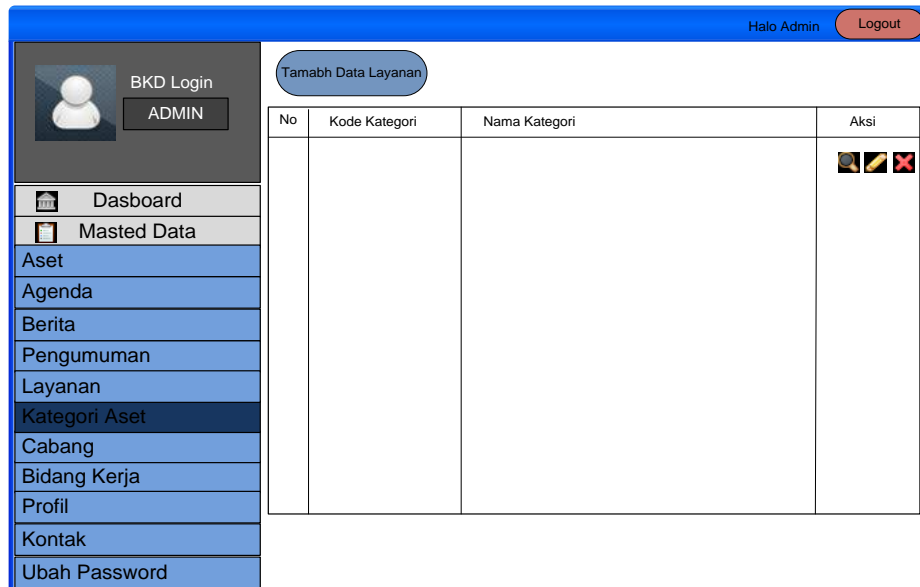 Halo Admin
Logout
BKD Login
ADMIN
Tamabh Data Layanan
No Kode Kategori Nama Kategori Aksi
Dasboard
Masted Data
Aset
Agenda
Berita
Pengumuman
Layanan
Kategori Aset
Cabang
Bidang Kerja
Profil
Kontak
Ubah Password